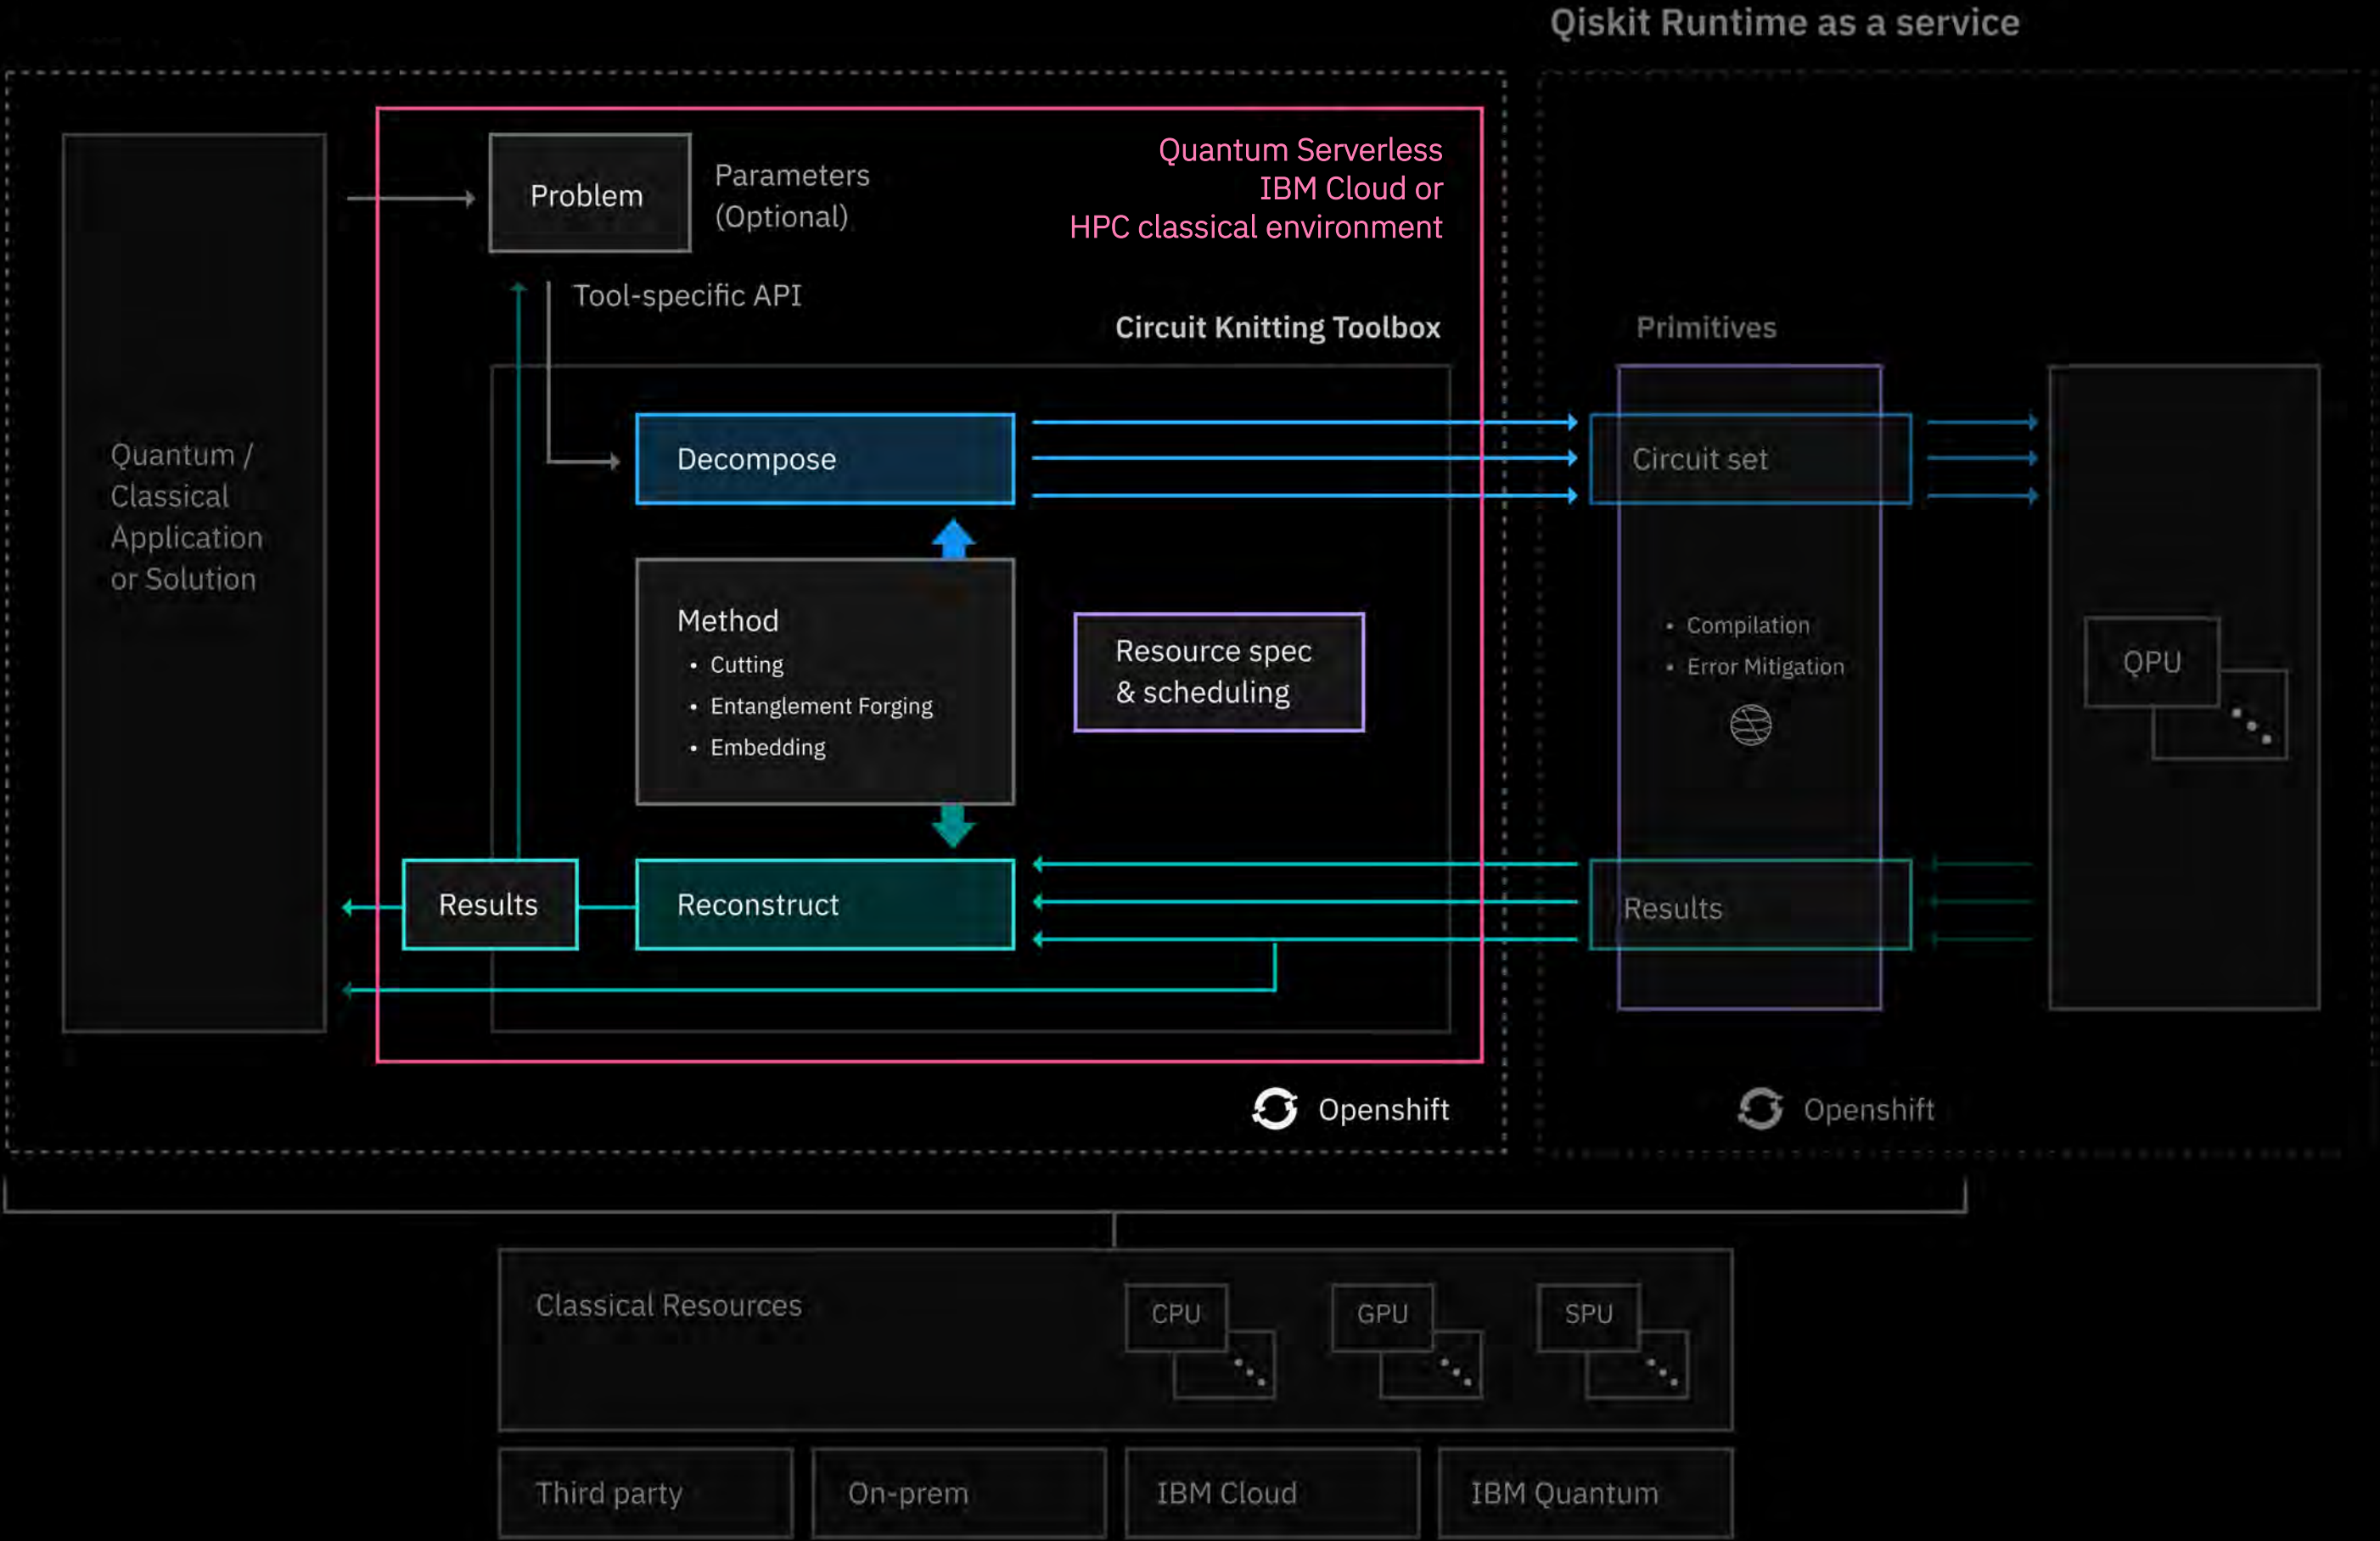 Qiskit Runtime as a service
Quantum Serverless
IBM Cloud or
HPC classical environment
Problem
Parameters
(Optional)
Tool-specific API
Circuit Knitting Toolbox
Primitives
Quantum /
Classical
Application
or Solution
Decompose
Circuit set
Method
• Cutting
• Entanglement Forging
• Embedding
Resource spec
& scheduling
• Compilation
• Error Mitigation
QPU
Results
Reconstruct
Results
Openshift
Openshift
Classical Resources
CPU
GPU
SPU
Third party
On-prem
IBM Cloud
IBM Quantum